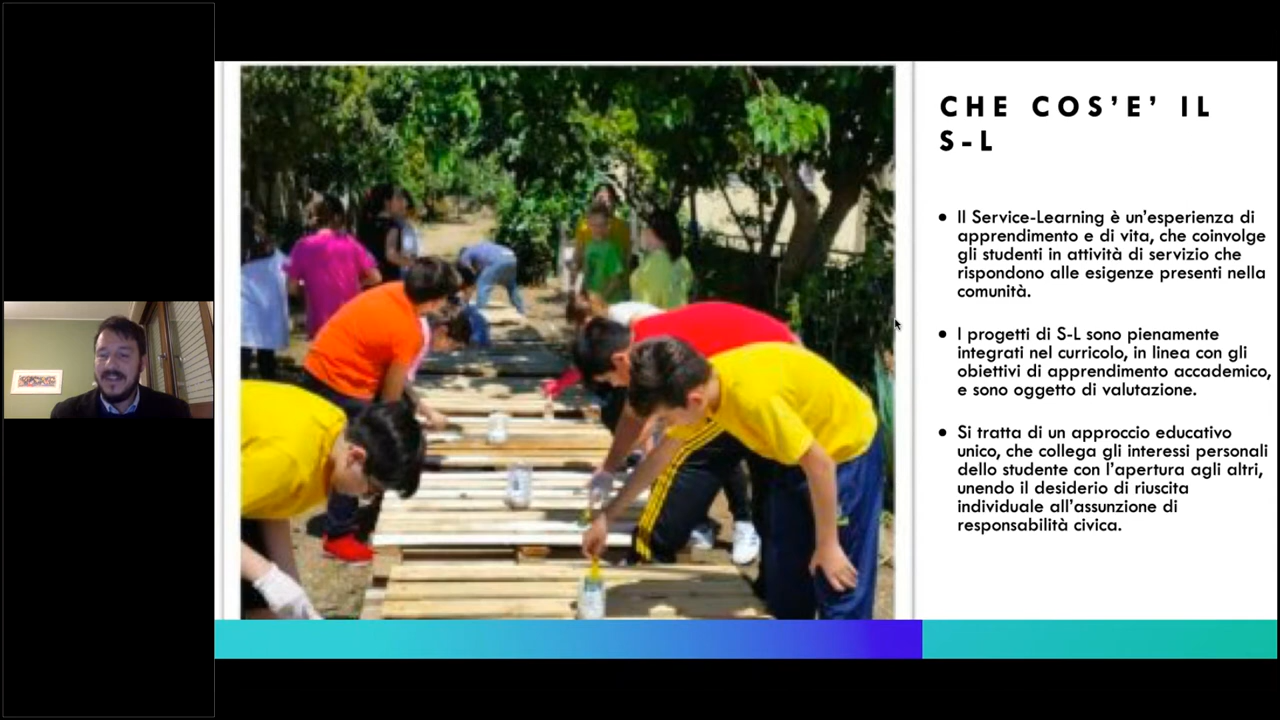 CHE COS’E’ IL
S-L
• Il Service-Learning è un’esperienza di
apprendimento e di vita, che coinvolge
gli studenti in attività di servizio che
rispondono alle esigenze presenti nella
comunità.
• I progetti di S-L sono pienamente
integrati nel curricolo, in linea con gli
obiettivi di apprendimento accademico,
e sono oggetto di valutazione.
• Si tratta di un approccio educativo
unico, che collega gli interessi personali
dello studente con l’apertura agli altri,
unendo il desiderio di riuscita
individuale all’assunzione di
responsabilità civica.